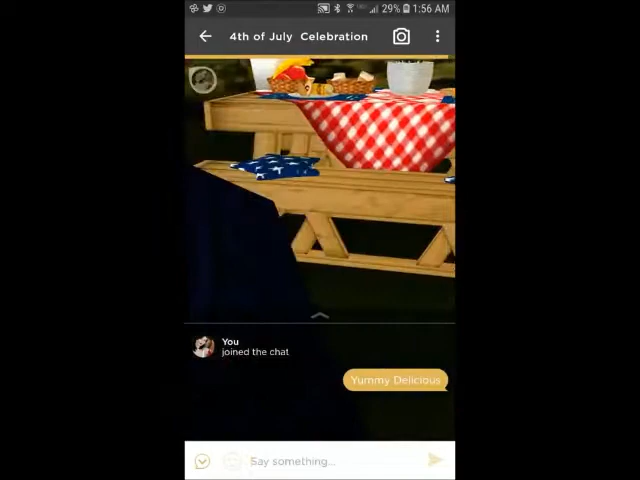 29% 1:56 AM
4th of July Celebration
You
joined the chat
Yummy Delicious
Say something...